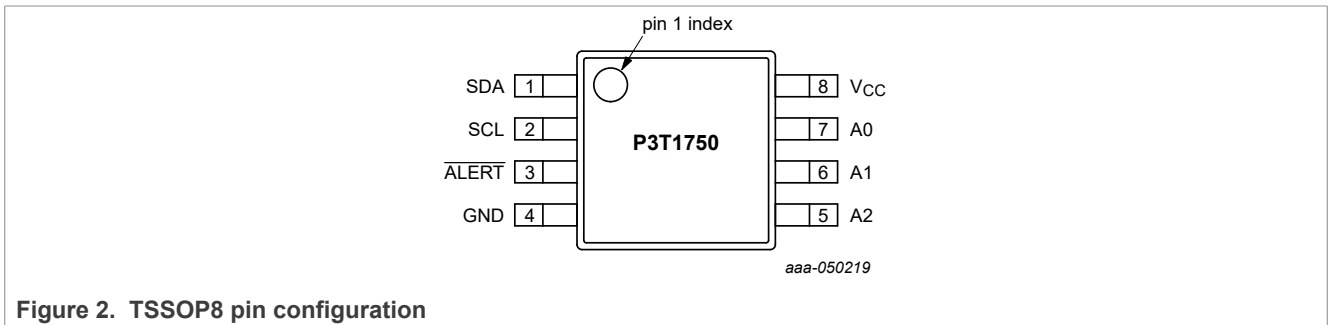 pin 1 index
SDA 1 8 VCC
SCL 2 P3T1750 7 A0
ALERT 3 6 A1
GND 4 5 A2
aaa-050219
Figure 2. TSSOP8 pin configuration